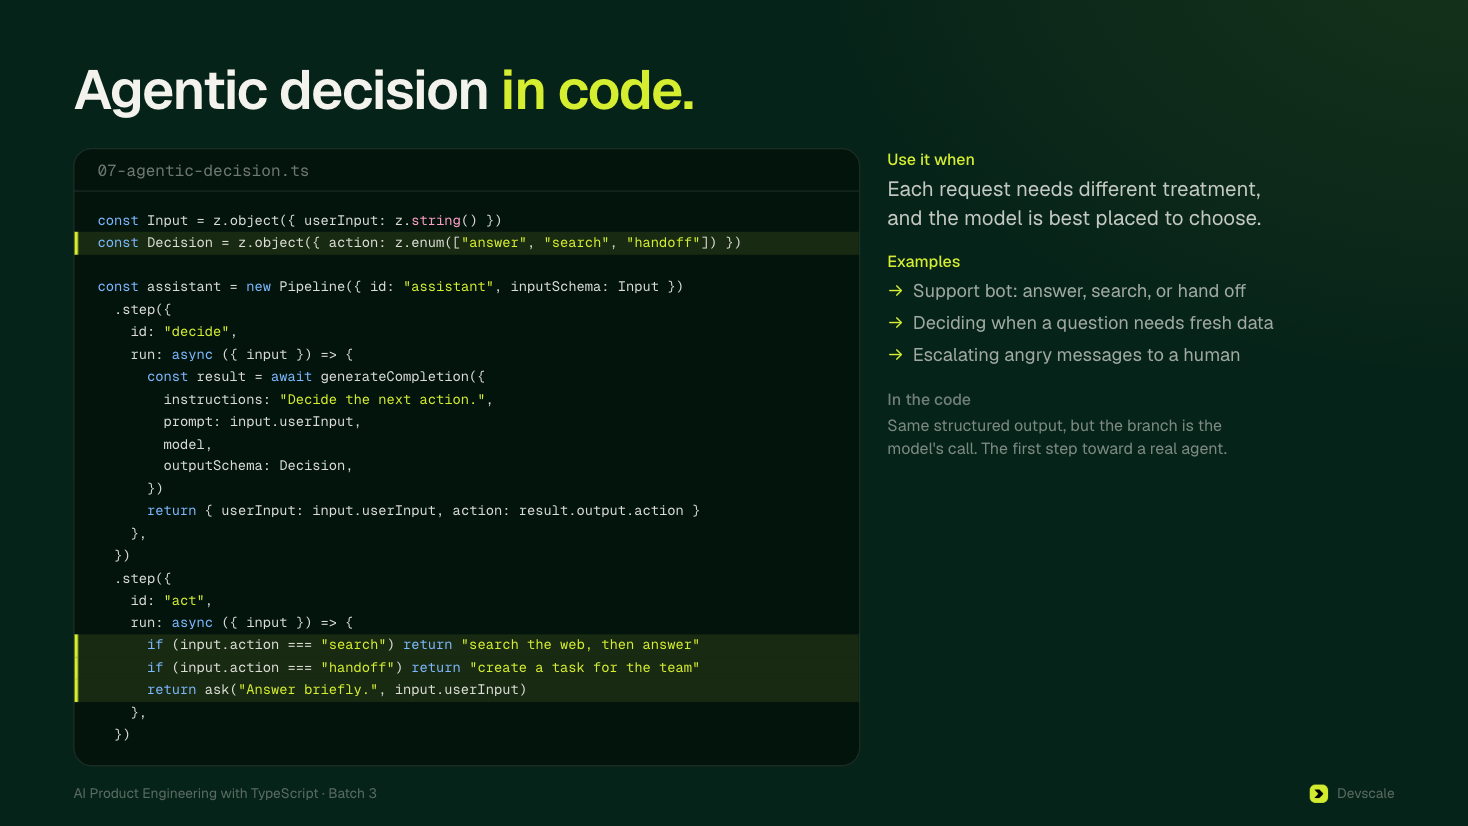 Agentic decision in code.
07-agentic-decision.ts
const Input = z.object({ userInput: z.string() })
const Decision = z.object({ action: z.enum(["answer", "search", "handoff"]) })
const assistant = new Pipeline({ id: "assistant", inputSchema: Input })
  .step({
    id: "decide",
    run: async ({ input }) => {
      const result = await generateCompletion({
        instructions: "Decide the next action.",
        prompt: input.userInput,
        model,
        outputSchema: Decision,
      })
      return { userInput: input.userInput, action: result.output.action }
    },
  })
  .step({
    id: "act",
    run: async ({ input }) => {
      if (input.action === "search") return "search the web, then answer"
      if (input.action === "handoff") return "create a task for the team"
      return ask("Answer briefly.", input.userInput)
    },
  })
Use it when
Each request needs different treatment,
and the model is best placed to choose.
Examples
→ Support bot: answer, search, or hand off
→ Deciding when a question needs fresh data
→ Escalating angry messages to a human
In the code
Same structured output, but the branch is the
model's call. The first step toward a real agent.
AI Product Engineering with TypeScript · Batch 3
Devscale